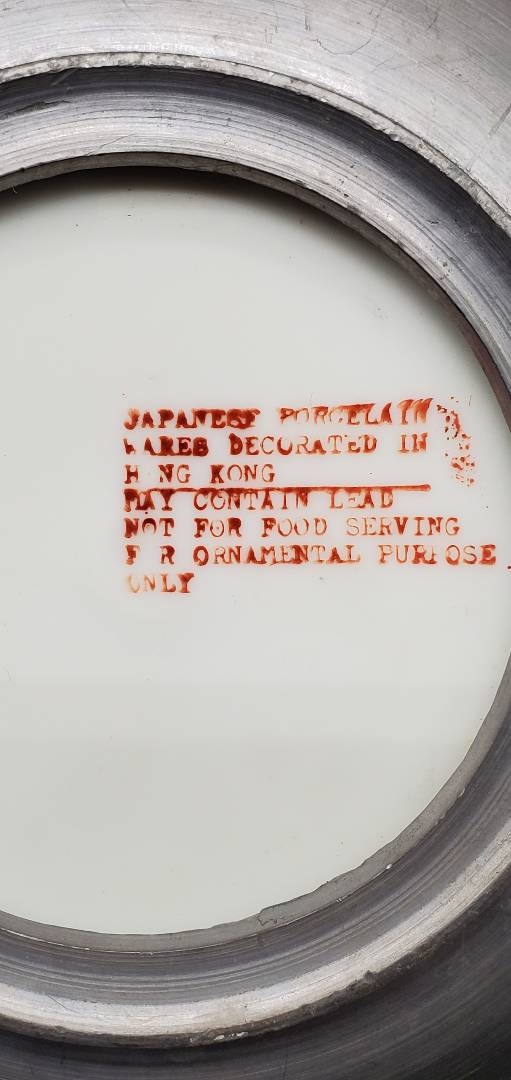 JAPANESE PORCELAIN
WARES DECORATED IN
HONG KONG
MAY CONTAIN LEAD
NOT FOR FOOD SERVING
FOR ORNAMENTAL PURPOSE
ONLY